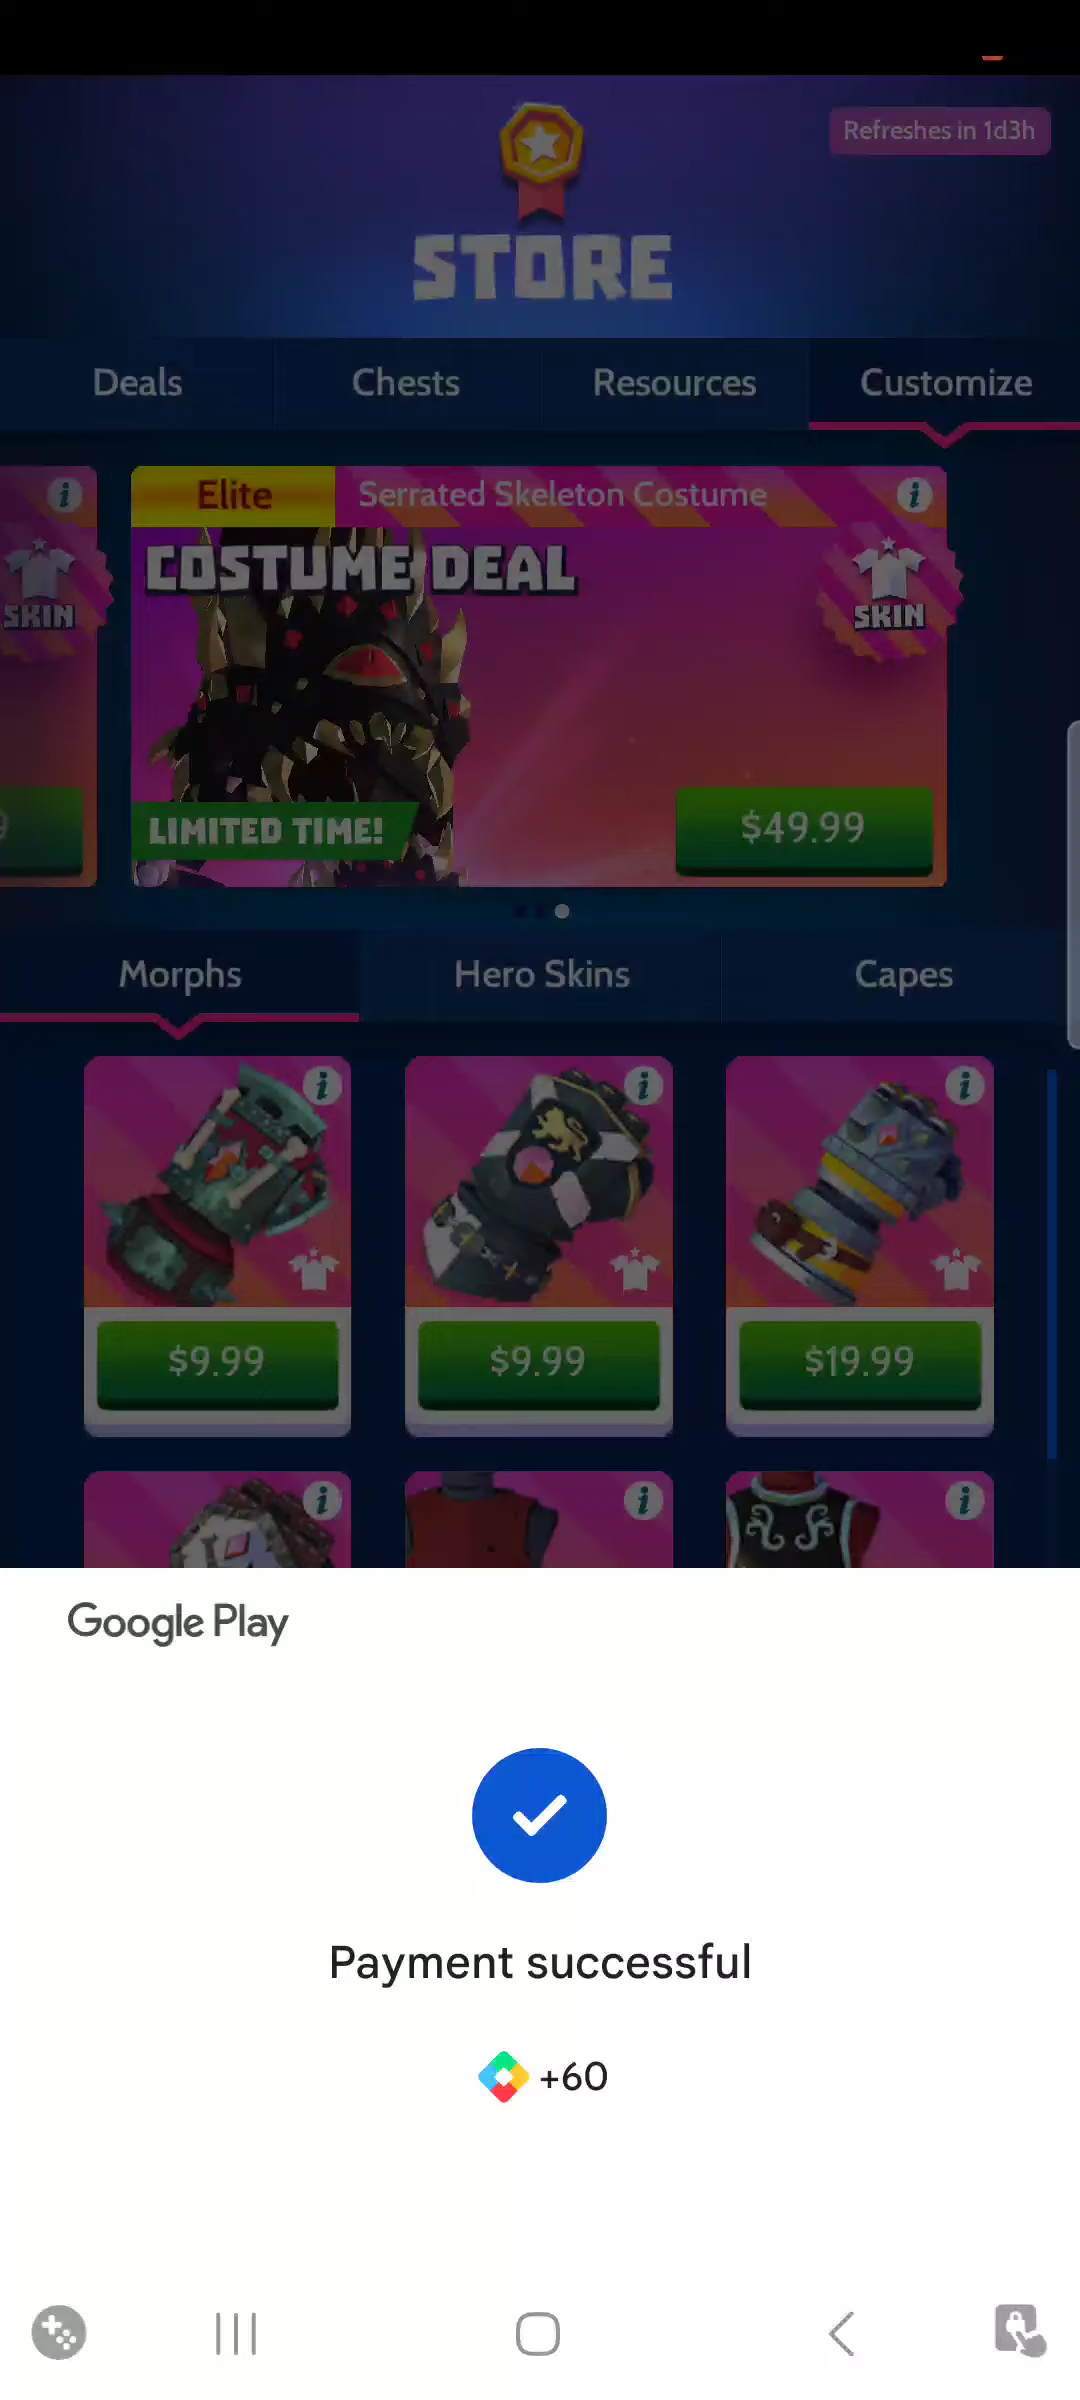 Refreshes in 1d3h
STORE
Deals
Chests
Resources
Customize
Elite
Serrated Skeleton Costume
COSTUME DEAL
SKIN
SKIN
LIMITED TIME!
9
$49.99
Morphs
Hero Skins
Capes
$9.99
$9.99
$19.99
Google Play
Payment successful
+60